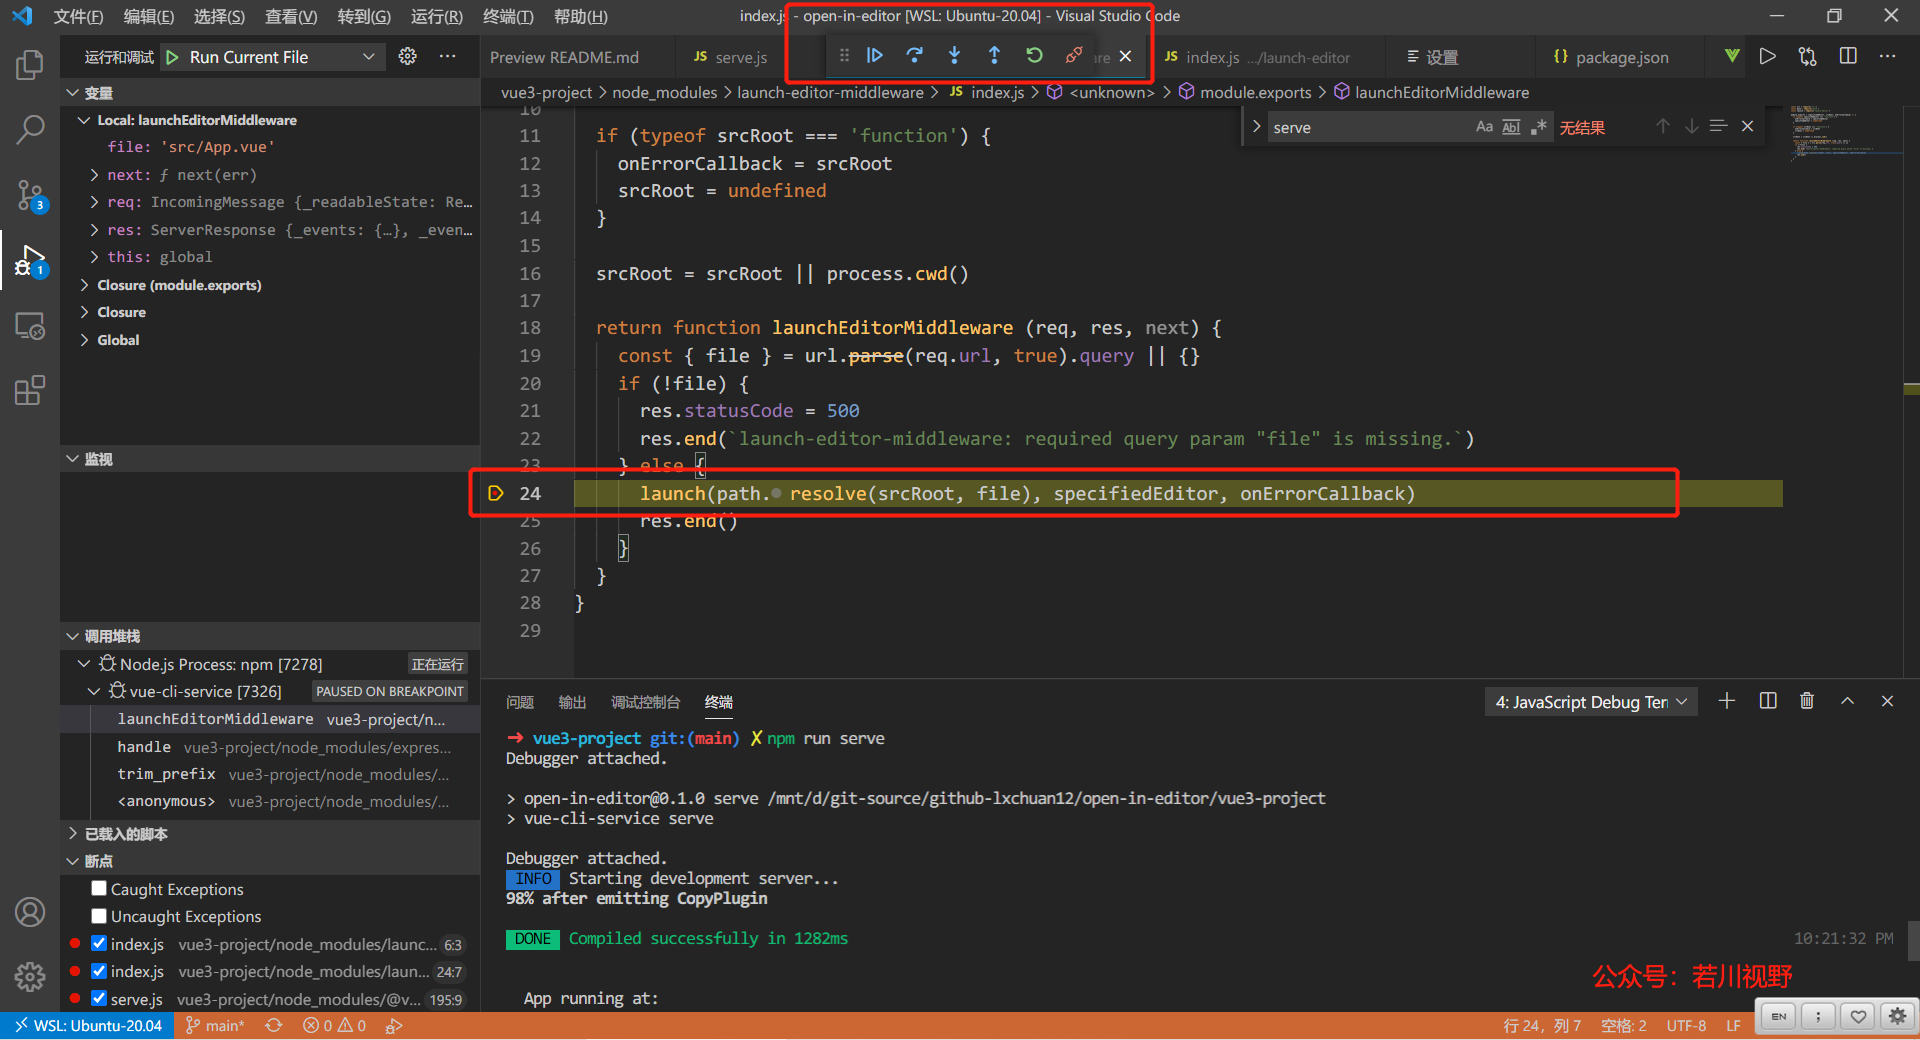 文件(F) 编辑(E) 选择(S) 查看(V) 转到(G) 运行(R) 终端(T) 帮助(H)
index.js - open-in-editor [WSL: Ubuntu-20.04] - Visual Studio Code
运行和调试 Run Current File
Preview README.md
JS serve.js
JS index.js .../launch-editor
设置
{} package.json
vue3-project > node_modules > launch-editor-middleware > JS index.js > <unknown> > module.exports > launchEditorMiddleware
serve
Aa Abl .* 无结果
变量
Local: launchEditorMiddleware
file: 'src/App.vue'
next: ƒ next(err)
req: IncomingMessage {_readableState: Re…
res: ServerResponse {_events: {…}, _even…
this: global
Closure (module.exports)
Closure
Global
监视
调用堆栈
Node.js Process: npm [7278] 正在运行
vue-cli-service [7326] PAUSED ON BREAKPOINT
launchEditorMiddleware vue3-project/n...
handle vue3-project/node_modules/expres...
trim_prefix vue3-project/node_modules/...
<anonymous> vue3-project/node_modules/...
已载入的脚本
断点
Caught Exceptions
Uncaught Exceptions
index.js vue3-project/node_modules/launc... 6:3
index.js vue3-project/node_modules/laun... 24:7
serve.js vue3-project/node_modules/@v... 195:9
3
1
10
11 if (typeof srcRoot === 'function') {
12 onErrorCallback = srcRoot
13 srcRoot = undefined
14 }
15
16 srcRoot = srcRoot || process.cwd()
17
18 return function launchEditorMiddleware (req, res, next) {
19 const { file } = url.parse(req.url, true).query || {}
20 if (!file) {
21 res.statusCode = 500
22 res.end(`launch-editor-middleware: required query param "file" is missing.`)
23 } else {
24 launch(path. resolve(srcRoot, file), specifiedEditor, onErrorCallback)
25 res.end()
26 }
27 }
28 }
29
问题 输出 调试控制台 终端
4: JavaScript Debug Ter
→ vue3-project git:(main) ✗ npm run serve
Debugger attached.
> open-in-editor@0.1.0 serve /mnt/d/git-source/github-lxchuan12/open-in-editor/vue3-project
> vue-cli-service serve
Debugger attached.
INFO Starting development server...
98% after emitting CopyPlugin
DONE Compiled successfully in 1282ms
10:21:32 PM
App running at:
公众号：若川视野
WSL: Ubuntu-20.04 main* 0 0
行 24，列 7 空格: 2 UTF-8 LF
EN ;